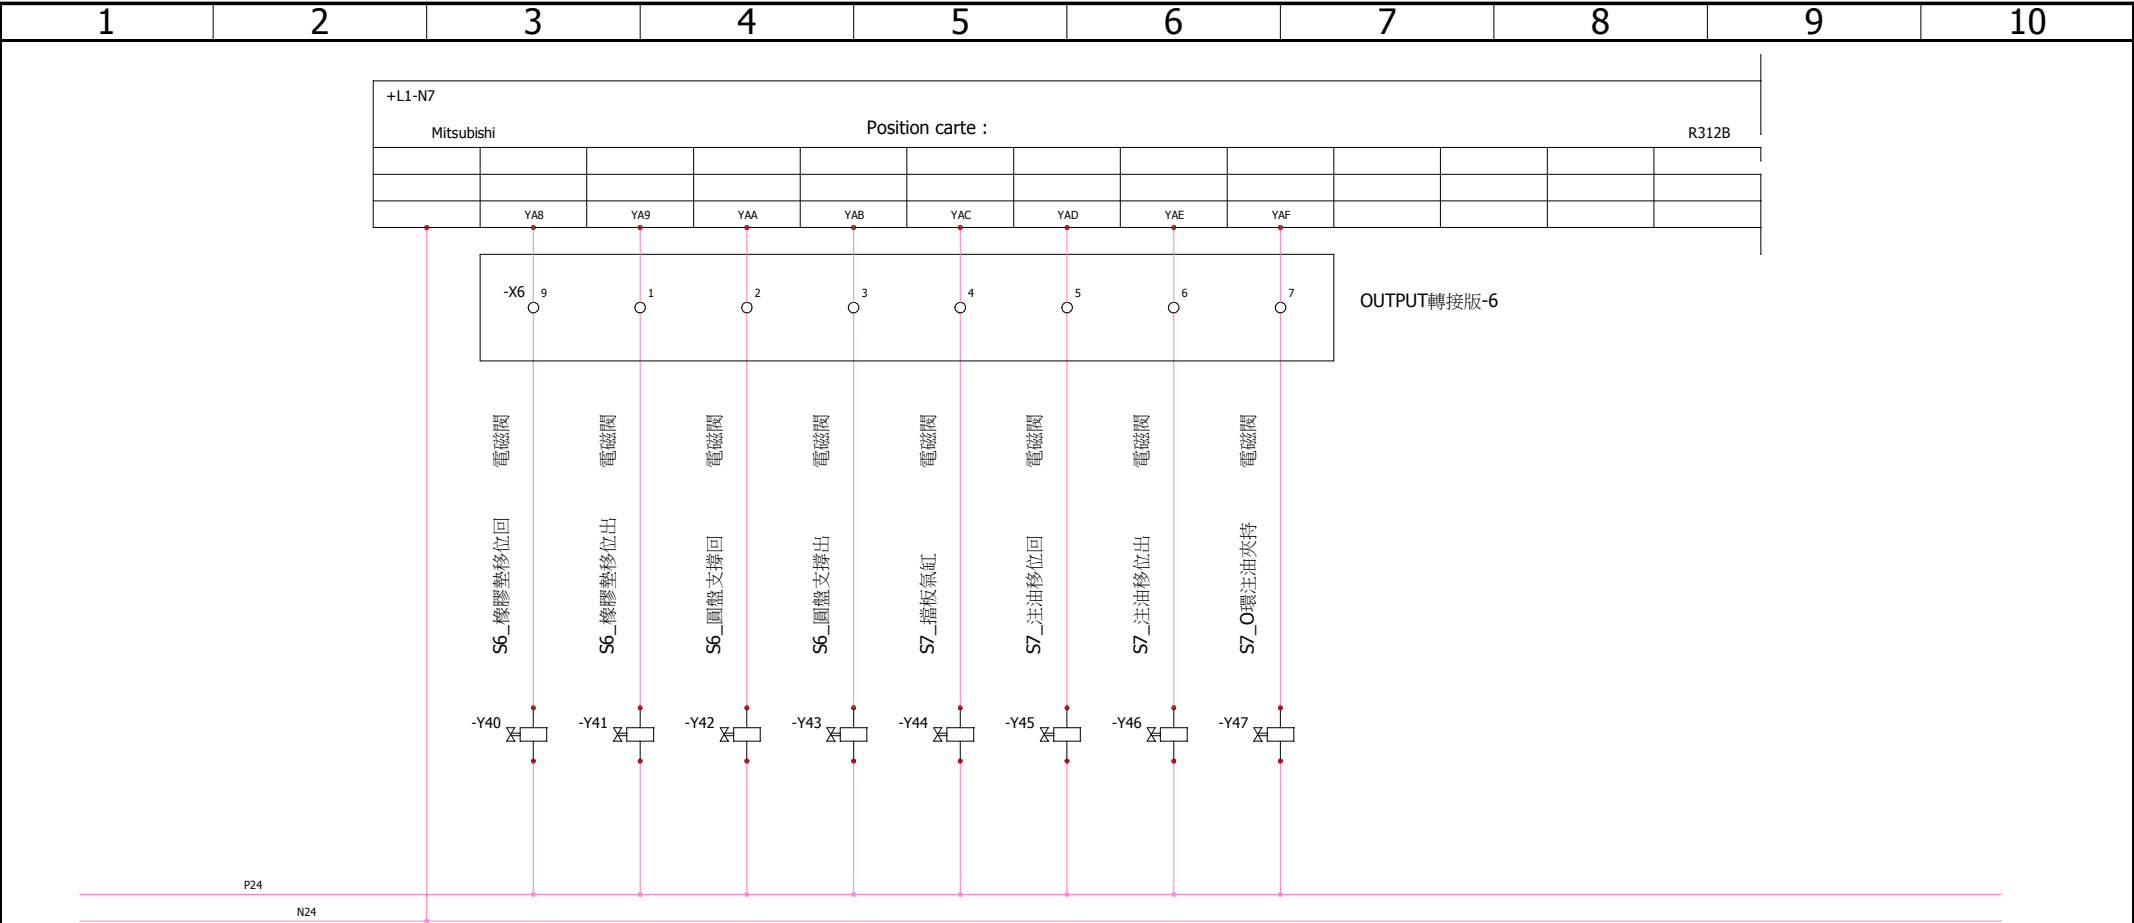 1 2 3 4 5 6 7 8 9 10
+L1-N7
Mitsubishi Position carte : R312B
YA8 YA9 YAA YAB YAC YAD YAE YAF
-X6 9 1 2 3 4 5 6 7
OUTPUT轉接版-6
S6_橡膠墊移位回 電磁閥
S6_橡膠墊移位出 電磁閥
S6_圓盤支撐回 電磁閥
S6_圓盤支撐出 電磁閥
S7_擋板氣缸 電磁閥
S7_注油移位回 電磁閥
S7_注油移位出 電磁閥
S7_O環注油夾持 電磁閥
-Y40 -Y41 -Y42 -Y43 -Y44 -Y45 -Y46 -Y47
P24
N24